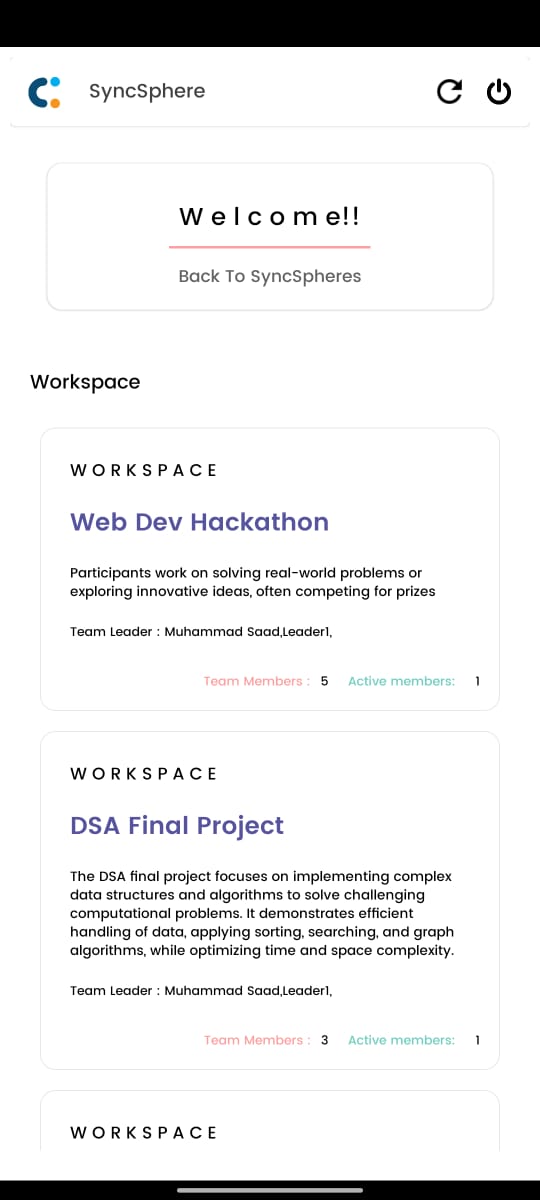 SyncSphere
Welcome!!
Back To SyncSpheres
Workspace
WORKSPACE
Web Dev Hackathon
Participants work on solving real-world problems or
exploring innovative ideas, often competing for prizes
Team Leader : Muhammad Saad,Leader1,
Team Members : 5 Active members: 1
WORKSPACE
DSA Final Project
The DSA final project focuses on implementing complex
data structures and algorithms to solve challenging
computational problems. It demonstrates efficient
handling of data, applying sorting, searching, and graph
algorithms, while optimizing time and space complexity.
Team Leader : Muhammad Saad,Leader1,
Team Members : 3 Active members: 1
WORKSPACE